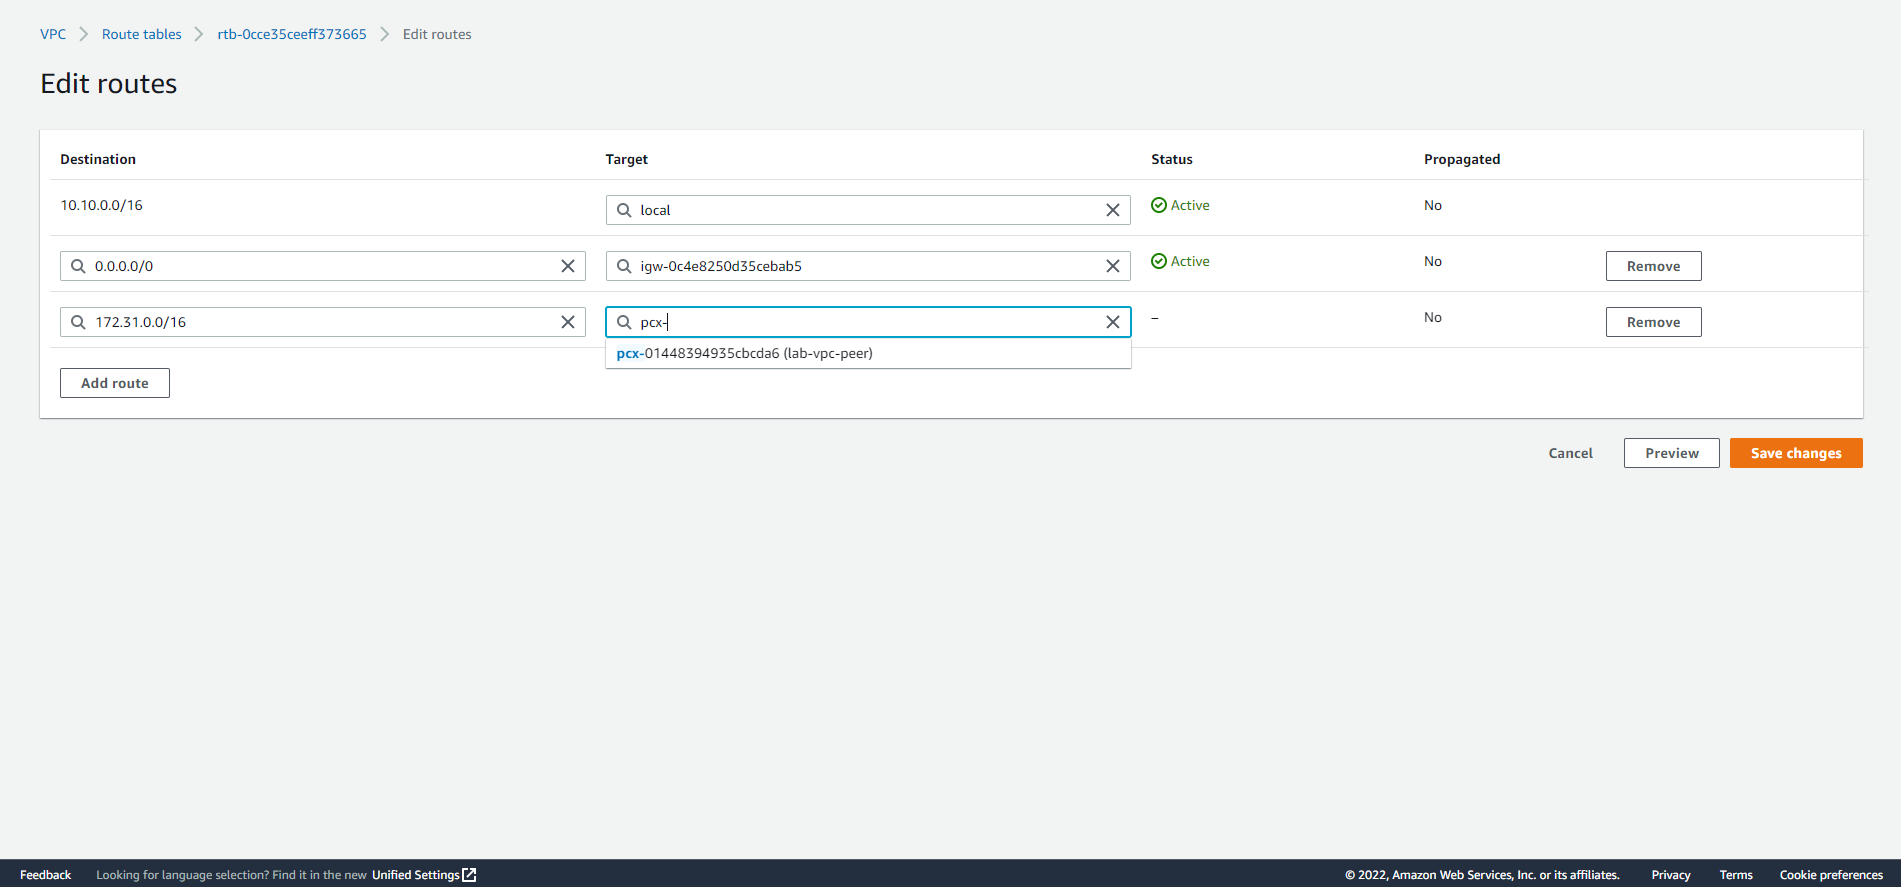 VPC > Route tables > rtb-0cce35ceeff373665 > Edit routes
Edit routes
Destination Target Status Propagated
10.10.0.0/16 local Active No
0.0.0.0/0 igw-0c4e8250d35cebab5 Active No Remove
172.31.0.0/16 pcx- – No Remove
pcx-01448394935cbcda6 (lab-vpc-peer)
Add route
Cancel Preview Save changes
Feedback Looking for language selection? Find it in the new Unified Settings © 2022, Amazon Web Services, Inc. or its affiliates. Privacy Terms Cookie preferences